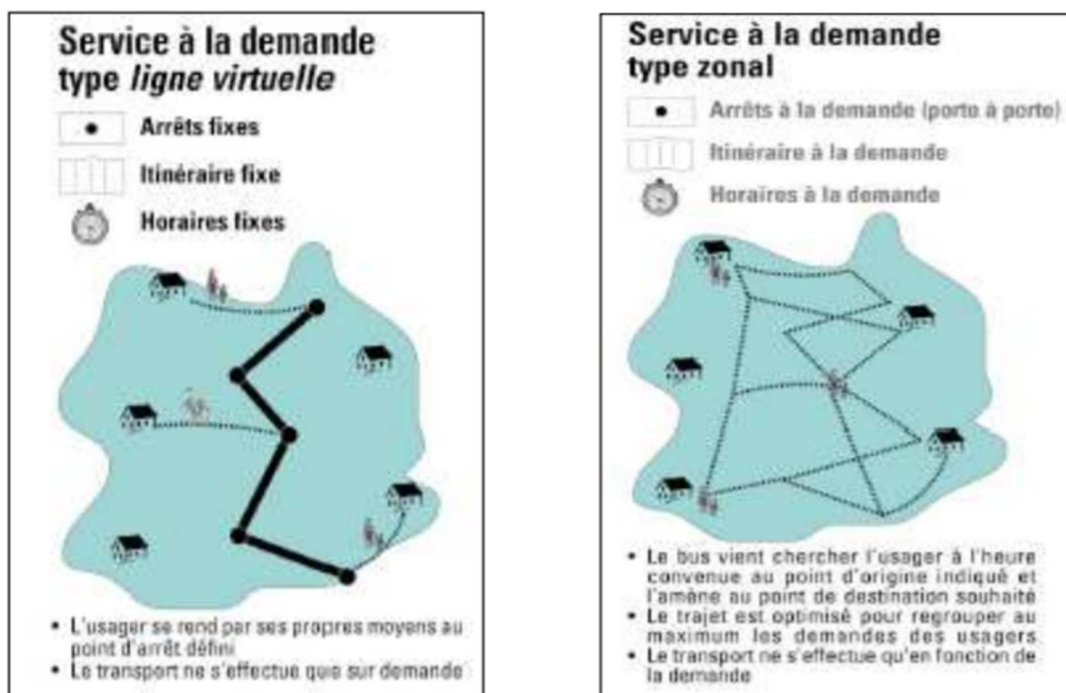 Service à la demande
type ligne virtuelle
Arrêts fixes
Itinéraire fixe
Horaires fixes
• L'usager se rend par ses propres moyens au
point d'arrêt défini
• Le transport ne s'effectue que sur demande
Service à la demande
type zonal
Arrêts à la demande (porte à porte)
Itinéraire à la demande
Horaires à la demande
• Le bus vient chercher l'usager à l'heure
convenue au point d'origine indiqué et
l'amène au point de destination souhaité
• Le trajet est optimisé pour regrouper au
maximum les demandes des usagers
• Le transport ne s'effectue qu'en fonction de
la demande